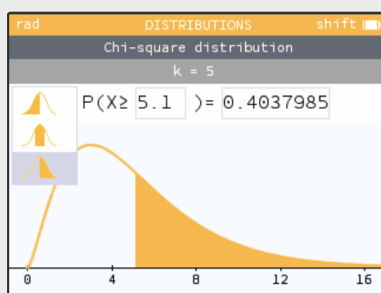 rad DISTRIBUTIONS shift
Chi-square distribution
k = 5
P(X≥ 5.1 )= 0.4037985
0 4 8 12 16